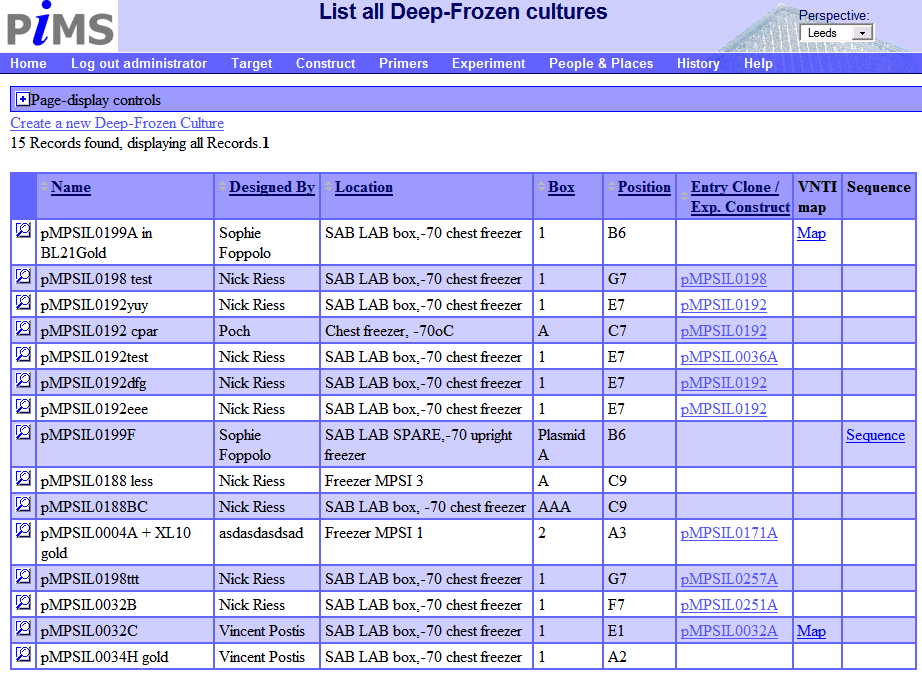 PiMS
List all Deep-Frozen cultures
Perspective:
Leeds
Home Log out administrator Target Construct Primers Experiment People & Places History Help
Page-display controls
Create a new Deep-Frozen Culture
15 Records found, displaying all Records.1
Name Designed By Location Box Position Entry Clone / Exp. Construct VNTI map Sequence
pMPSIL0199A in BL21Gold Sophie Foppolo SAB LAB box,-70 chest freezer 1 B6 Map
pMPSIL0198 test Nick Riess SAB LAB box,-70 chest freezer 1 G7 pMPSIL0198
pMPSIL0192yuy Nick Riess SAB LAB box,-70 chest freezer 1 E7 pMPSIL0192
pMPSIL0192 cpar Poch Chest freezer, -70oC A C7 pMPSIL0192
pMPSIL0192test Nick Riess SAB LAB box,-70 chest freezer 1 E7 pMPSIL0036A
pMPSIL0192dfg Nick Riess SAB LAB box,-70 chest freezer 1 E7 pMPSIL0192
pMPSIL0192eee Nick Riess SAB LAB box,-70 chest freezer 1 E7 pMPSIL0192
pMPSIL0199F Sophie Foppolo SAB LAB SPARE,-70 upright freezer Plasmid A B6 Sequence
pMPSIL0188 less Nick Riess Freezer MPSI 3 A C9
pMPSIL0188BC Nick Riess SAB LAB box, -70 chest freezer AAA C9
pMPSIL0004A + XL10 gold asdasdasdsad Freezer MPSI 1 2 A3 pMPSIL0171A
pMPSIL0198ttt Nick Riess SAB LAB box,-70 chest freezer 1 G7 pMPSIL0257A
pMPSIL0032B Nick Riess SAB LAB box,-70 chest freezer 1 F7 pMPSIL0251A
pMPSIL0032C Vincent Postis SAB LAB box,-70 chest freezer 1 E1 pMPSIL0032A Map
pMPSIL0034H gold Vincent Postis SAB LAB box,-70 chest freezer 1 A2